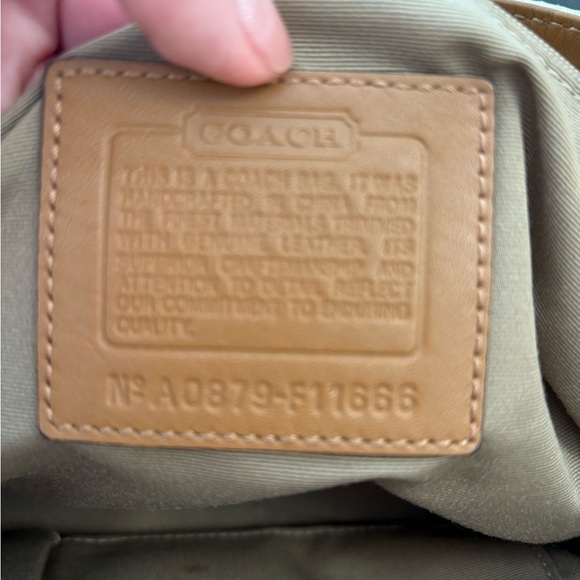 COACH
THIS IS A COACH BAG. IT WAS
HANDCRAFTED IN CHINA FROM
THE FINEST MATERIALS TRIMMED
WITH GENUINE LEATHER. ITS
SUPERIOR CRAFTSMANSHIP AND
ATTENTION TO DETAIL REFLECT
OUR COMMITMENT TO ENDURING
QUALITY.
Nº A0879-F11666